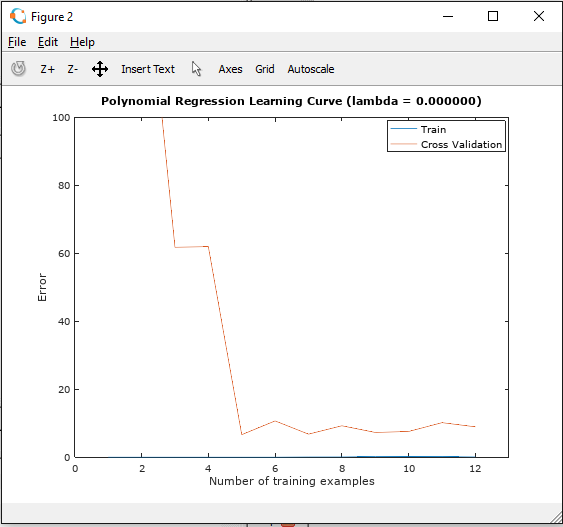 Figure 2
File Edit Help
Z+ Z- Insert Text Axes Grid Autoscale
Polynomial Regression Learning Curve (lambda = 0.000000)
Train
Cross Validation
100
80
60
40
20
0
Error
0 2 4 6 8 10 12
Number of training examples